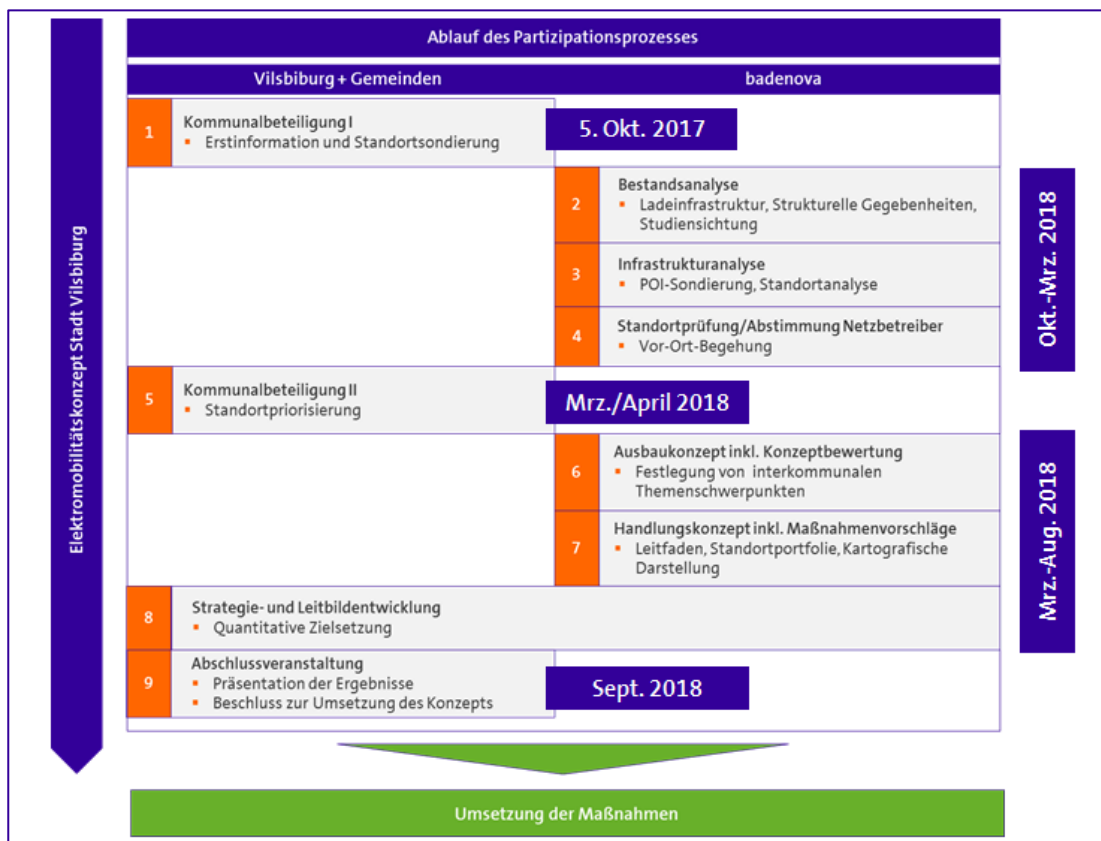 Ablauf des Partizipationsprozesses
Vilsbiburg + Gemeinden
badenova
1
Kommunalbeteiligung I
▪ Erstinformation und Standortsondierung
5. Okt. 2017
2
Bestandsanalyse
▪ Ladeinfrastruktur, Strukturelle Gegebenheiten,
Studiensichtung
3
Infrastrukturanalyse
▪ POI-Sondierung, Standortanalyse
4
Standortprüfung/Abstimmung Netzbetreiber
▪ Vor-Ort-Begehung
Okt.-Mrz. 2018
5
Kommunalbeteiligung II
▪ Standortpriorisierung
Mrz./April 2018
6
Ausbaukonzept inkl. Konzeptbewertung
▪ Festlegung von interkommunalen
Themenschwerpunkten
7
Handlungskonzept inkl. Maßnahmenvorschläge
▪ Leitfaden, Standortportfolie, Kartografische
Darstellung
Mrz.-Aug. 2018
8
Strategie- und Leitbildentwicklung
▪ Quantitative Zielsetzung
9
Abschlussveranstaltung
▪ Präsentation der Ergebnisse
▪ Beschluss zur Umsetzung des Konzepts
Sept. 2018
Elektromobilitätskonzept Stadt Vilsbiburg
Umsetzung der Maßnahmen